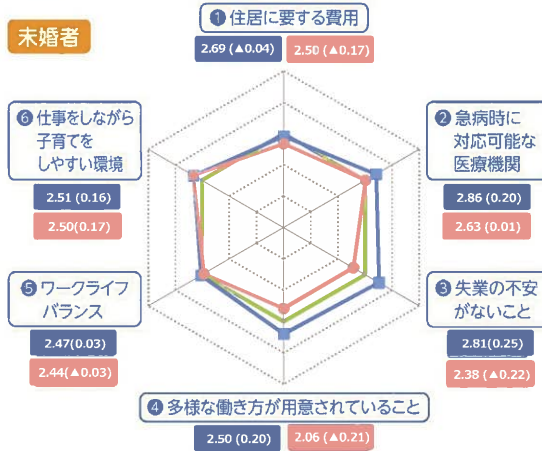 未婚者
❶ 住居に要する費用
2.69 (▲0.04)
2.50 (▲0.17)
❷ 急病時に
対応可能な
医療機関
2.86 (0.20)
2.63 (0.01)
❸ 失業の不安
がないこと
2.81(0.25)
2.38 (▲0.22)
❹ 多様な働き方が用意されていること
2.50 (0.20)
2.06 (▲0.21)
❺ ワークライフ
バランス
2.47(0.03)
2.44(▲0.03)
❻ 仕事をしながら
子育てを
しやすい環境
2.51 (0.16)
2.50(0.17)